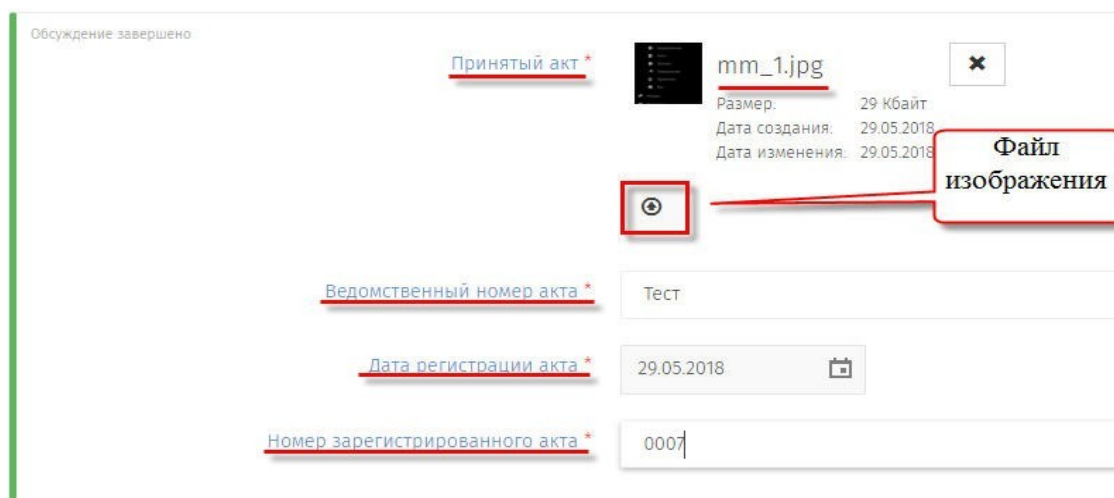 Обсуждение завершено
Принятый акт *
mm_1.jpg
Размер: 29 Кбайт
Дата создания: 29.05.2018
Дата изменения: 29.05.2018
Файл
изображения
Ведомственный номер акта * Тест
Дата регистрации акта * 29.05.2018
Номер зарегистрированного акта * 0007